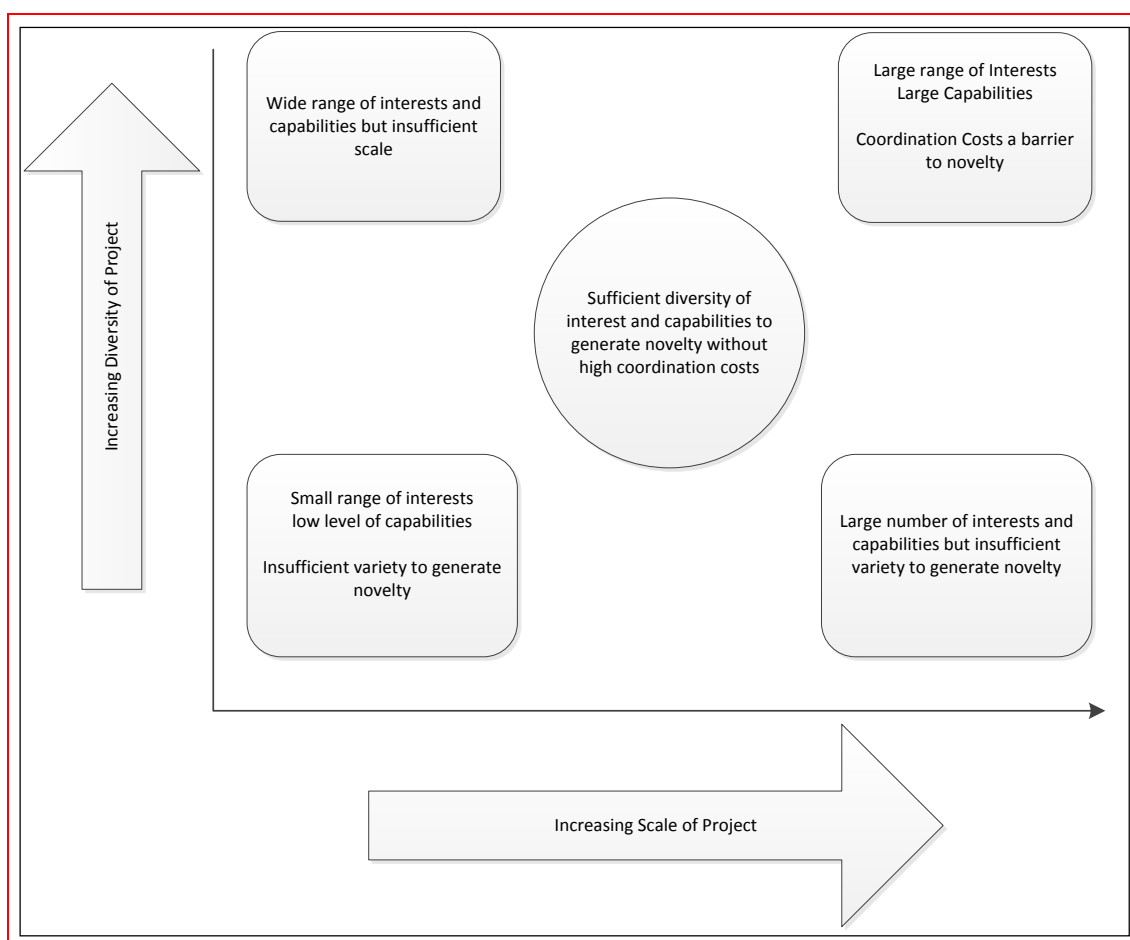 Wide range of interests and
capabilities but insufficient
scale
Large range of Interests
Large Capabilities
Coordination Costs a barrier
to novelty
Increasing Diversity of Project
Sufficient diversity of
interest and capabilities to
generate novelty without
high coordination costs
Small range of interests
low level of capabilities
Insufficient variety to generate
novelty
Large number of interests and
capabilities but insufficient
variety to generate novelty
Increasing Scale of Project